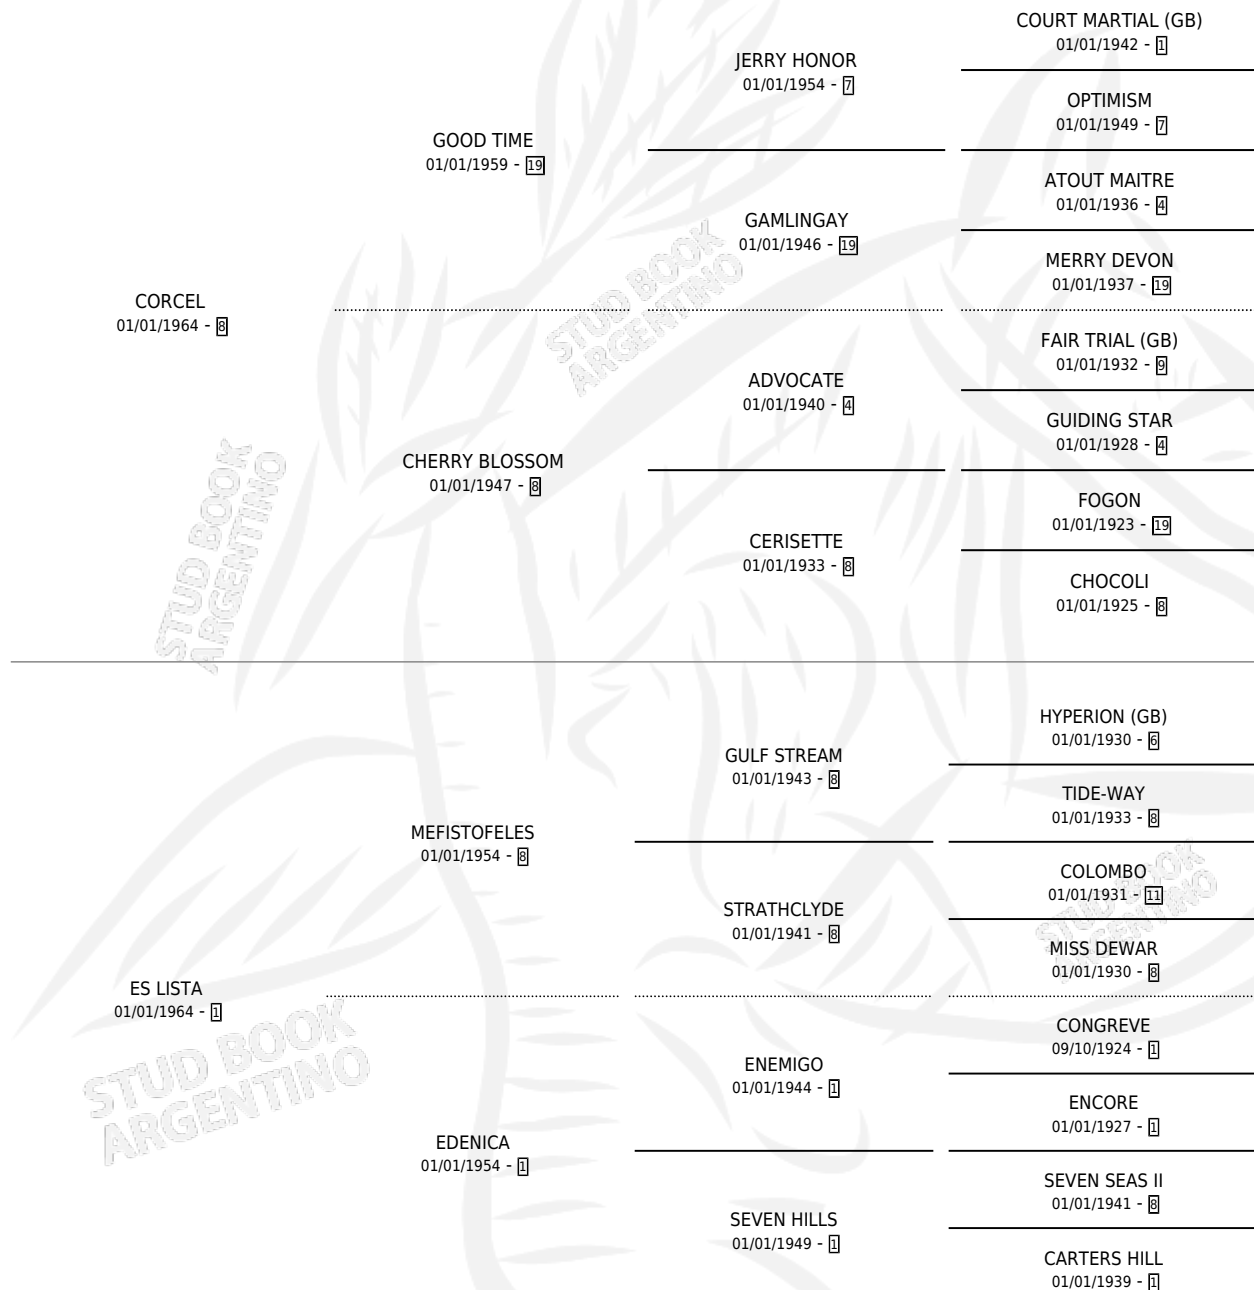 COURT MARTIAL (GB)
01/01/1942 - 1
JERRY HONOR
01/01/1954 - 7
OPTIMISM
01/01/1949 - 7
GOOD TIME
01/01/1959 - 19
ATOUT MAITRE
01/01/1936 - 4
GAMLINGAY
01/01/1946 - 19
MERRY DEVON
01/01/1937 - 19
CORCEL
01/01/1964 - 8
FAIR TRIAL (GB)
01/01/1932 - 9
ADVOCATE
01/01/1940 - 4
GUIDING STAR
01/01/1928 - 4
CHERRY BLOSSOM
01/01/1947 - 8
FOGON
01/01/1923 - 19
CERISETTE
01/01/1933 - 8
CHOCOLI
01/01/1925 - 8
HYPERION (GB)
01/01/1930 - 6
GULF STREAM
01/01/1943 - 8
TIDE-WAY
01/01/1933 - 8
MEFISTOFELES
01/01/1954 - 8
COLOMBO
01/01/1931 - 11
STRATHCLYDE
01/01/1941 - 8
MISS DEWAR
01/01/1930 - 8
ES LISTA
01/01/1964 - 1
CONGREVE
09/10/1924 - 1
ENEMIGO
01/01/1944 - 1
ENCORE
01/01/1927 - 1
EDENICA
01/01/1954 - 1
SEVEN SEAS II
01/01/1941 - 8
SEVEN HILLS
01/01/1949 - 1
CARTERS HILL
01/01/1939 - 1
STUD BOOK
ARGENTINO
STUD BOOK
ARGENTINO
STUD BOOK
ARGENTINO
STUD BOOK
ARGENTINO